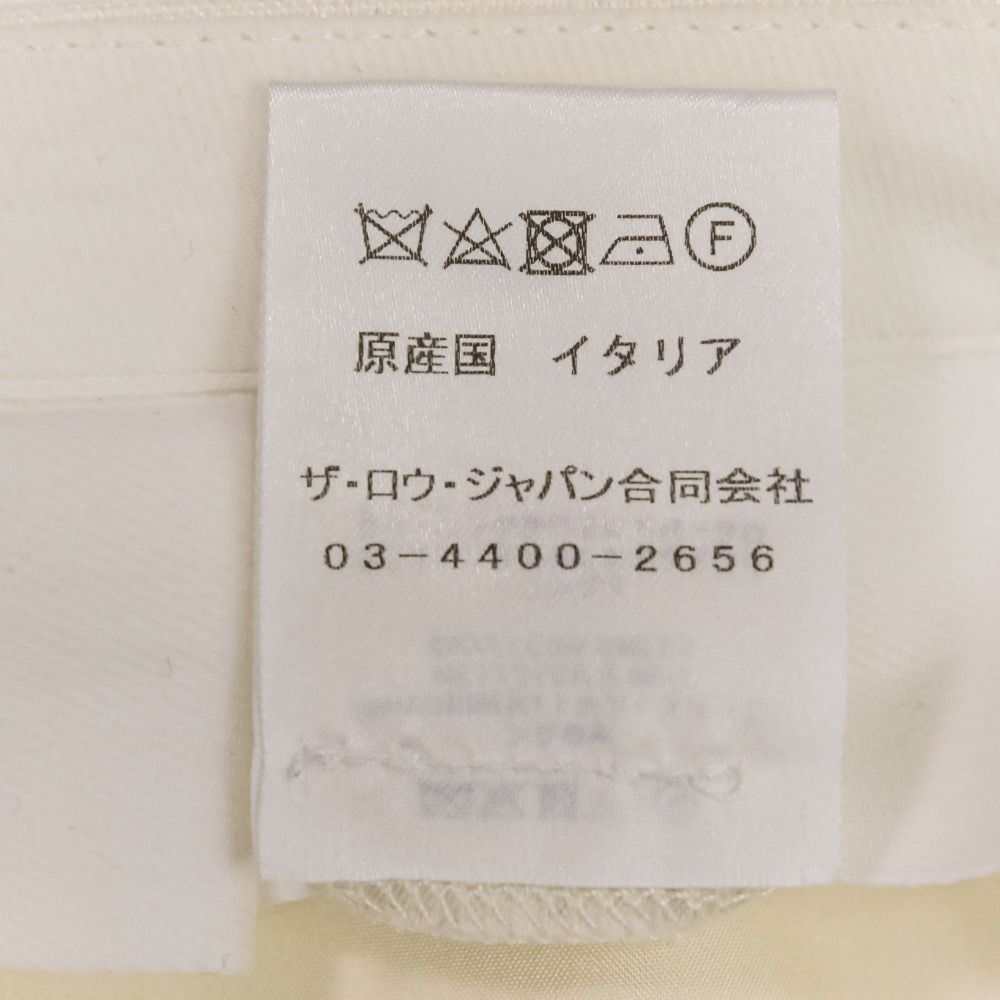 F
原産国 イタリア
ザ・ロウ・ジャパン合同会社
03-4400-2656